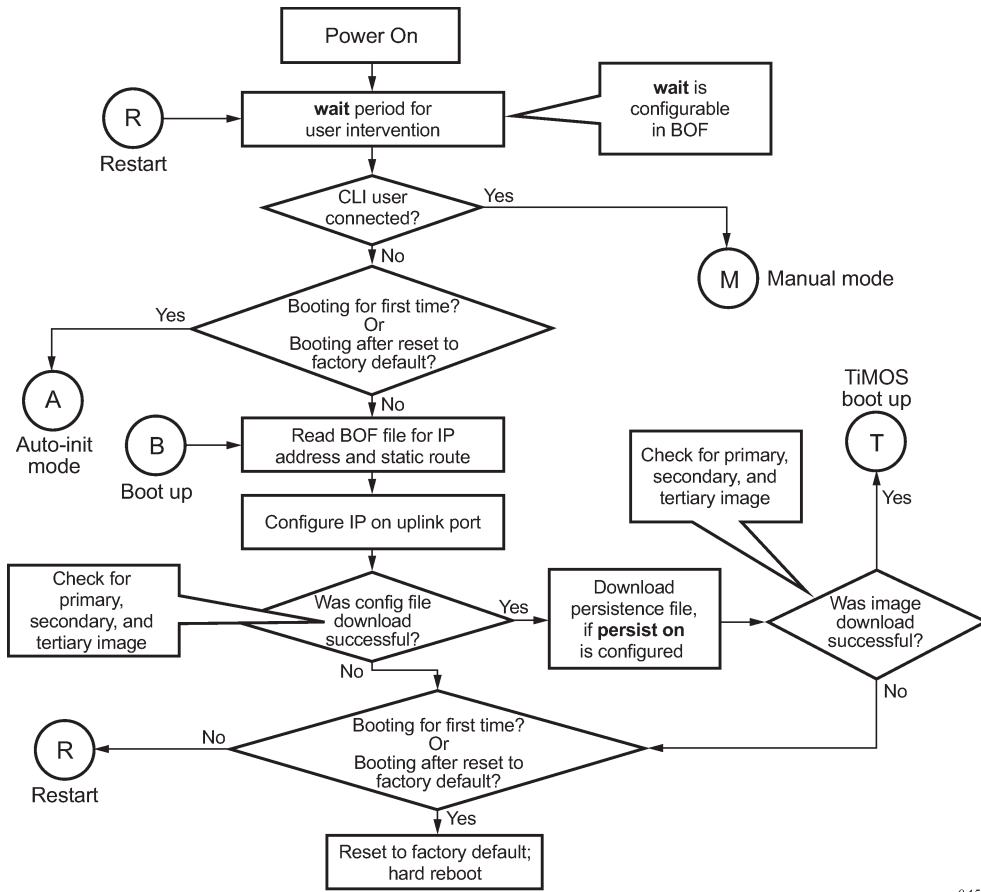 Power On
wait period for
user intervention
wait is
configurable
in BOF
R
Restart
CLI user
connected?
Yes
No
M
Manual mode
Booting for first time?
Or
Booting after reset to
factory default?
Yes
No
A
Auto-init
mode
B
Boot up
Read BOF file for IP
address and static route
Configure IP on uplink port
TiMOS
boot up
T
Yes
Check for primary,
secondary, and
tertiary image
Check for
primary,
secondary, and
tertiary image
Was config file
download
successful?
Yes
No
Download
persistence file,
if persist on
is configured
Was image
download
successful?
No
Booting for first time?
Or
Booting after reset to
factory default?
No
R
Restart
Yes
Reset to factory default;
hard reboot